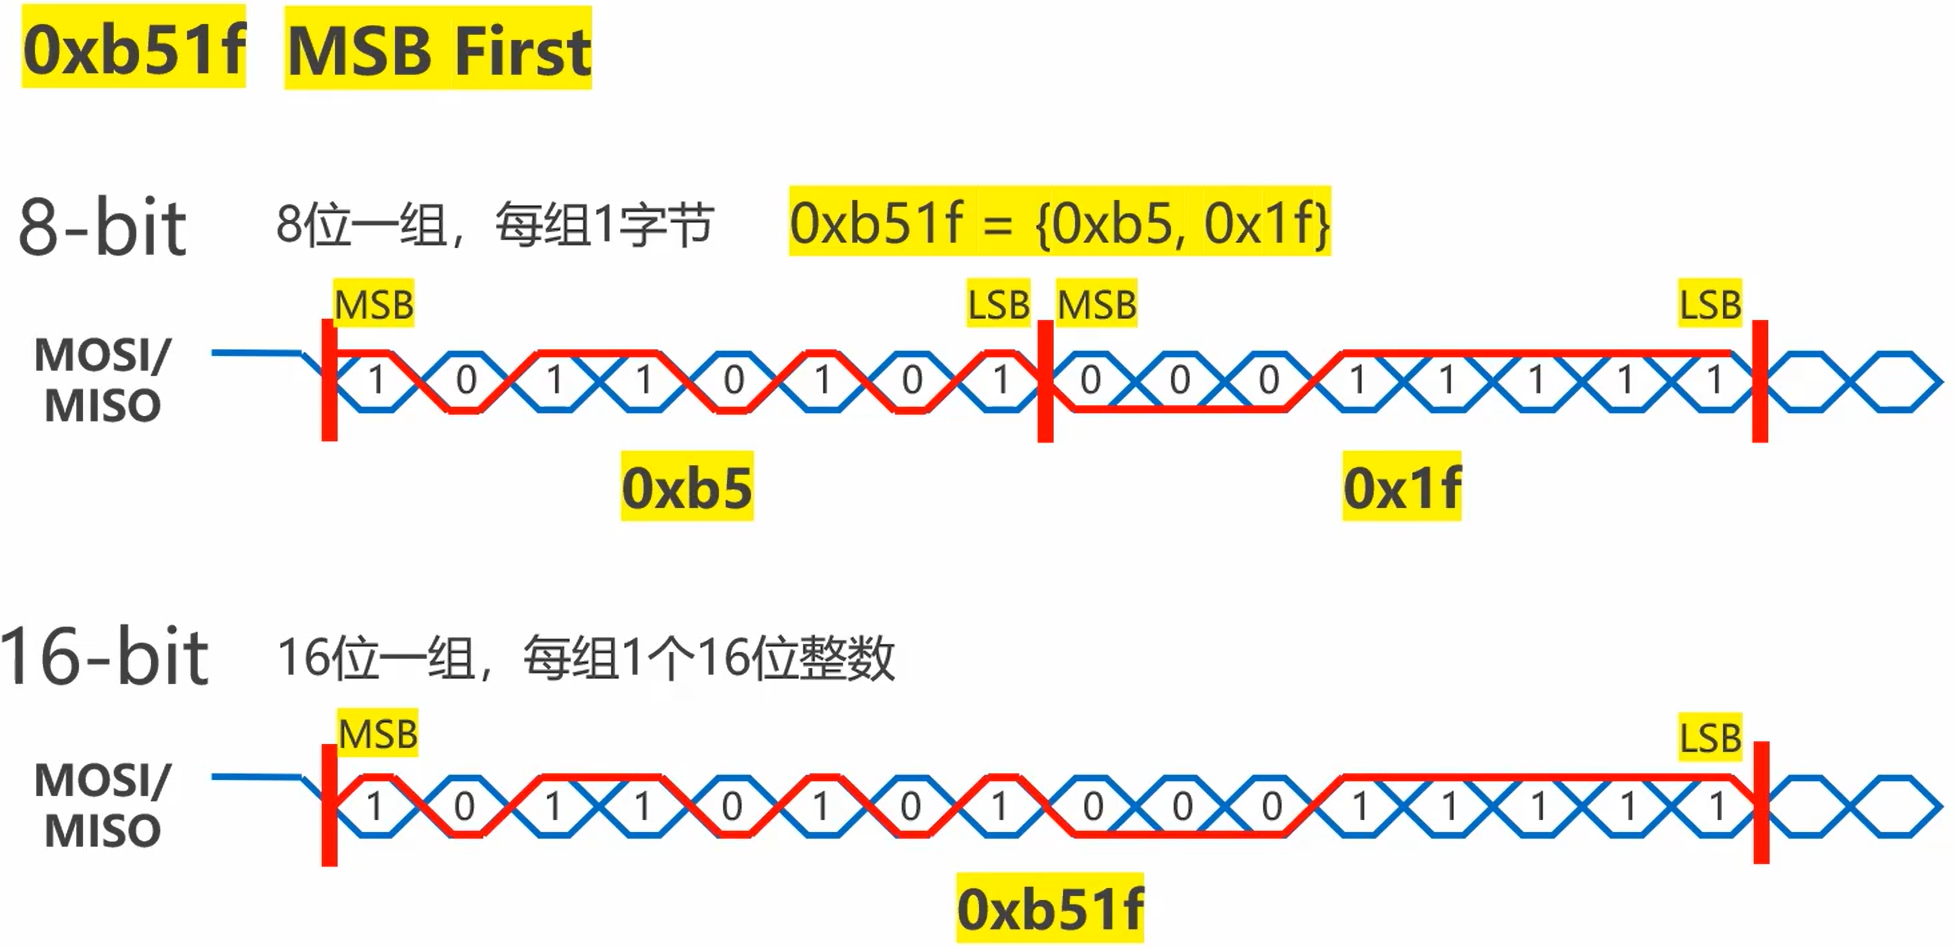 0xb51f MSB First
8-bit 8位一组，每组1字节 0xb51f = {0xb5, 0x1f}
MSB LSB MSB LSB
MOSI/
MISO
1 0 1 1 0 1 0 1 0 0 0 1 1 1 1 1
0xb5 0x1f
16-bit 16位一组，每组1个16位整数
MSB LSB
MOSI/
MISO
1 0 1 1 0 1 0 1 0 0 0 1 1 1 1 1
0xb51f